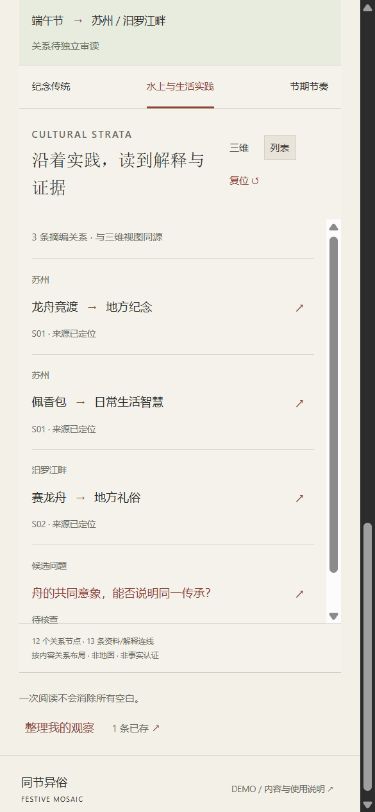 端午节 → 苏州 / 汨罗江畔
关系待独立审读
纪念传统 水上与生活实践 节期节奏
CULTURAL STRATA
沿着实践，读到解释与
证据
三维 列表
复位 ↺
3 条摘编关系 · 与三维视图同源
苏州
龙舟竞渡 → 地方纪念 ↗
S01 · 来源已定位
苏州
佩香包 → 日常生活智慧 ↗
S01 · 来源已定位
汨罗江畔
赛龙舟 → 地方礼俗 ↗
S02 · 来源已定位
候选问题
舟的共同意象，能否说明同一传承？ ↗
待核查
12 个关系节点 · 13 条资料/解释连线
按内容关系布局 · 非地图 · 非事实认证
一次阅读不会消除所有空白。
整理我的观察 1 条已存 ↗
同节异俗
FESTIVE MOSAIC
DEMO / 内容与使用说明 ↗